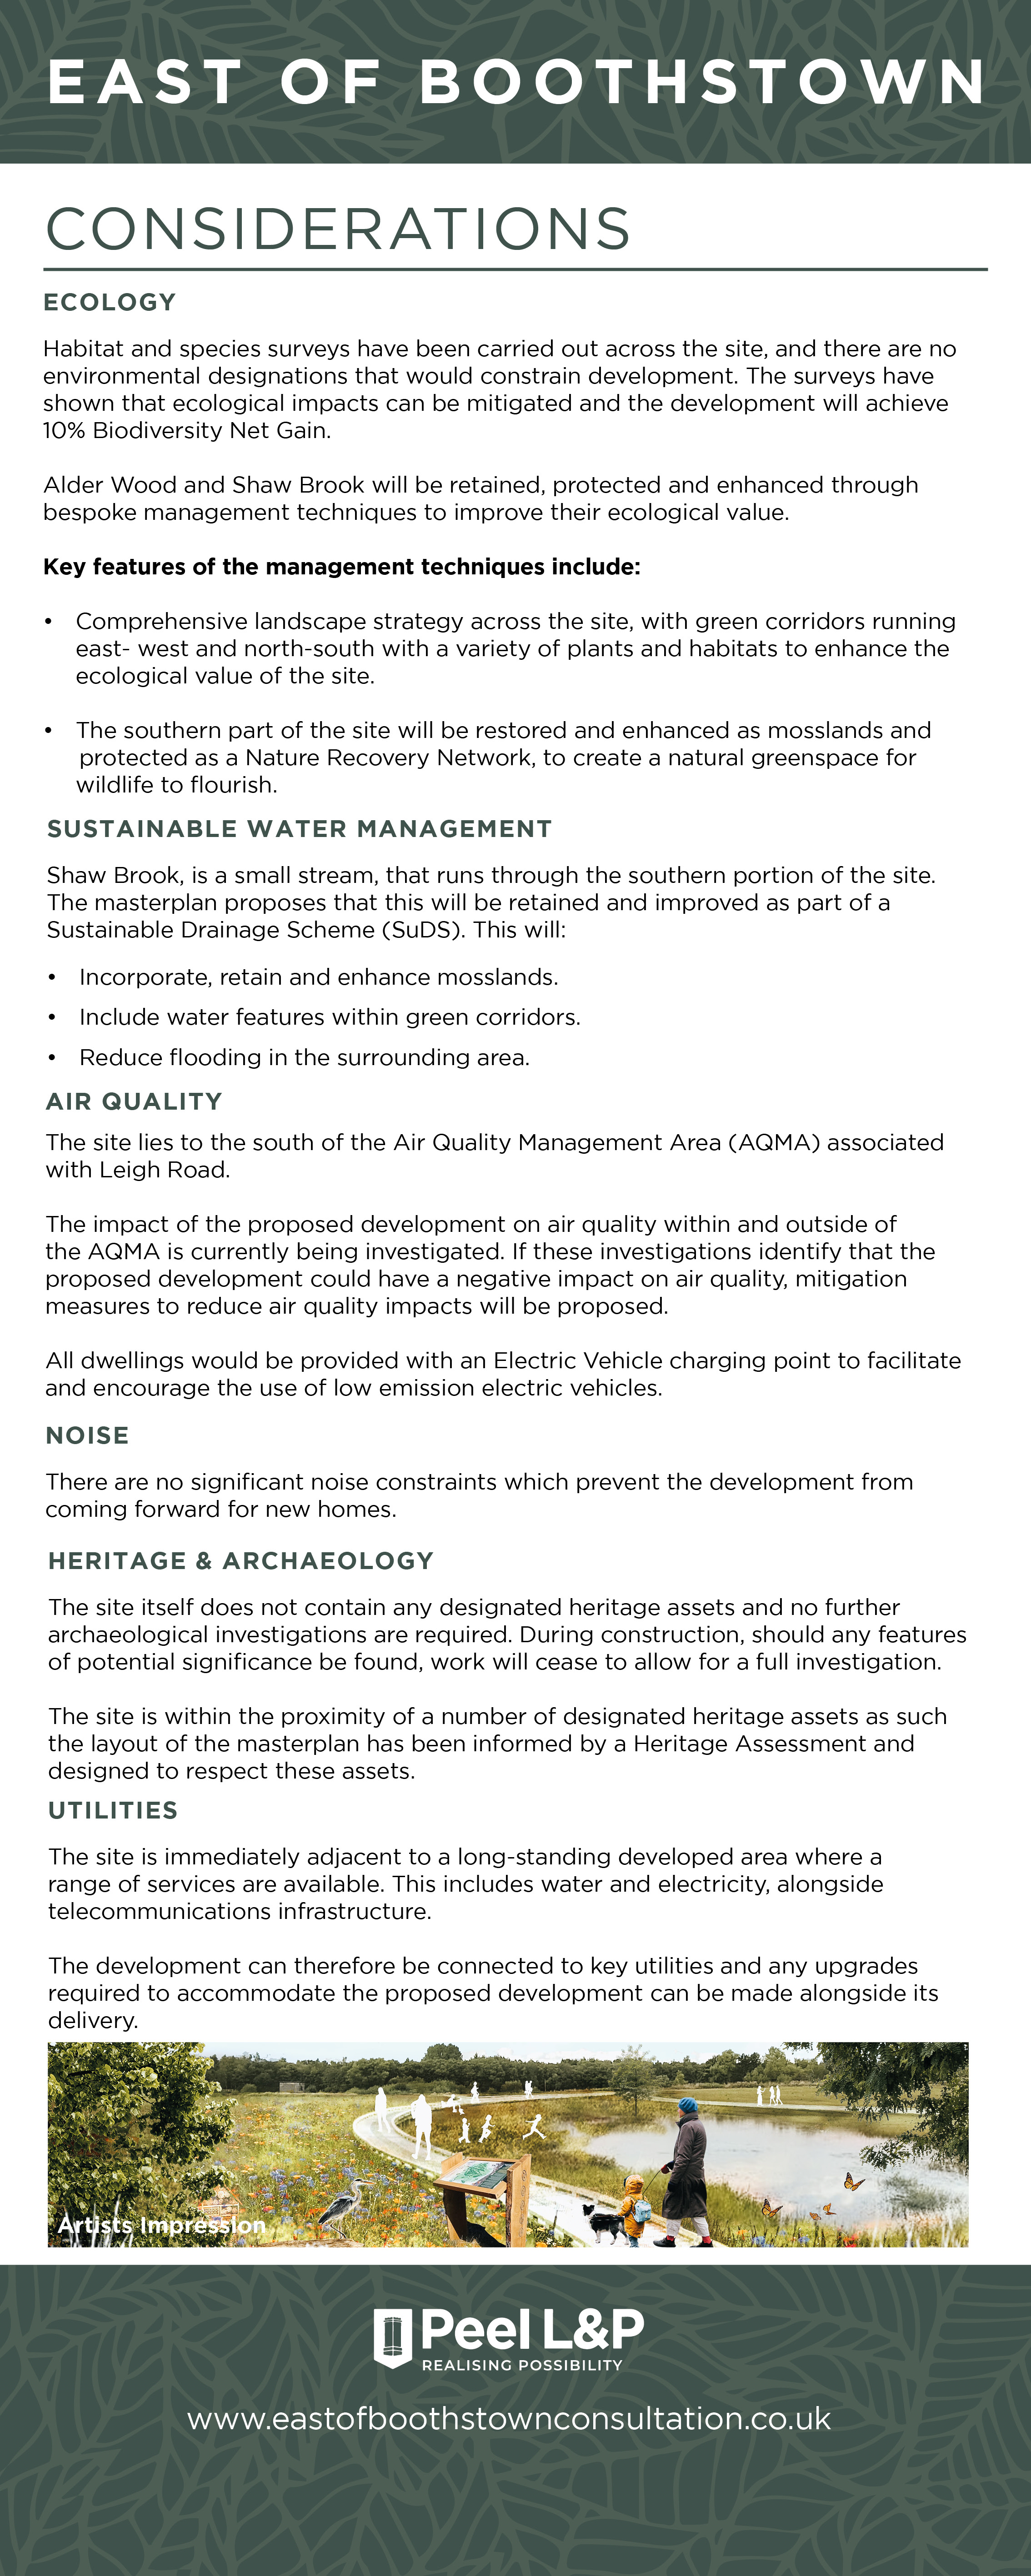 EAST OF BOOTHSTOWN
CONSIDERATIONS
ECOLOGY
Habitat and species surveys have been carried out across the site, and there are no
environmental designations that would constrain development. The surveys have
shown that ecological impacts can be mitigated and the development will achieve
10% Biodiversity Net Gain.
Alder Wood and Shaw Brook will be retained, protected and enhanced through
bespoke management techniques to improve their ecological value.
Key features of the management techniques include:
• Comprehensive landscape strategy across the site, with green corridors running
east- west and north-south with a variety of plants and habitats to enhance the
ecological value of the site.
• The southern part of the site will be restored and enhanced as mosslands and
protected as a Nature Recovery Network, to create a natural greenspace for
wildlife to flourish.
SUSTAINABLE WATER MANAGEMENT
Shaw Brook, is a small stream, that runs through the southern portion of the site.
The masterplan proposes that this will be retained and improved as part of a
Sustainable Drainage Scheme (SuDS). This will:
• Incorporate, retain and enhance mosslands.
• Include water features within green corridors.
• Reduce flooding in the surrounding area.
AIR QUALITY
The site lies to the south of the Air Quality Management Area (AQMA) associated
with Leigh Road.
The impact of the proposed development on air quality within and outside of
the AQMA is currently being investigated. If these investigations identify that the
proposed development could have a negative impact on air quality, mitigation
measures to reduce air quality impacts will be proposed.
All dwellings would be provided with an Electric Vehicle charging point to facilitate
and encourage the use of low emission electric vehicles.
NOISE
There are no significant noise constraints which prevent the development from
coming forward for new homes.
HERITAGE & ARCHAEOLOGY
The site itself does not contain any designated heritage assets and no further
archaeological investigations are required. During construction, should any features
of potential significance be found, work will cease to allow for a full investigation.
The site is within the proximity of a number of designated heritage assets as such
the layout of the masterplan has been informed by a Heritage Assessment and
designed to respect these assets.
UTILITIES
The site is immediately adjacent to a long-standing developed area where a
range of services are available. This includes water and electricity, alongside
telecommunications infrastructure.
The development can therefore be connected to key utilities and any upgrades
required to accommodate the proposed development can be made alongside its
delivery.
Artists Impression
Peel L&P
REALISING POSSIBILITY
www.eastofboothstownconsultation.co.uk